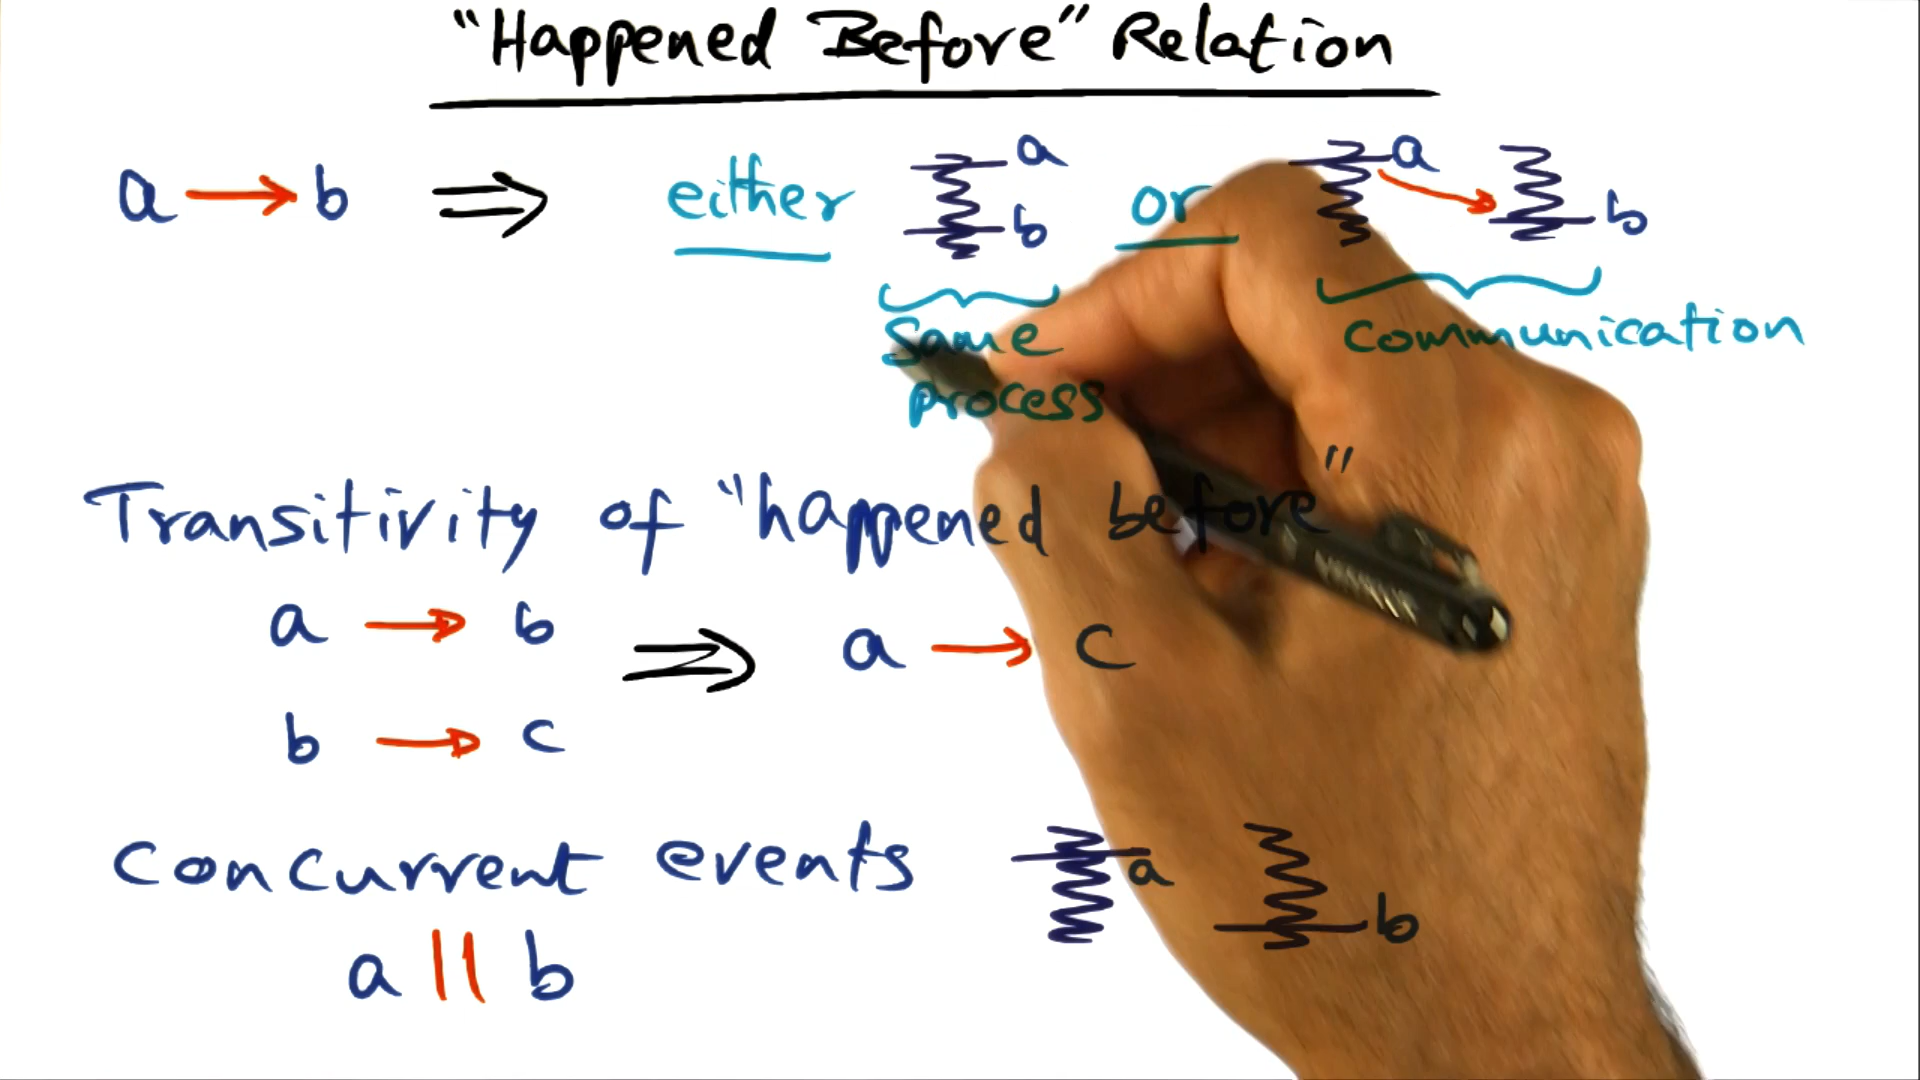 "Happened Before" Relation
a → b ⇒ either a b or a b
Same process
communication
Transitivity of "happened before"
a → b
b → c
⇒ a → c
Concurrent events a b
a || b